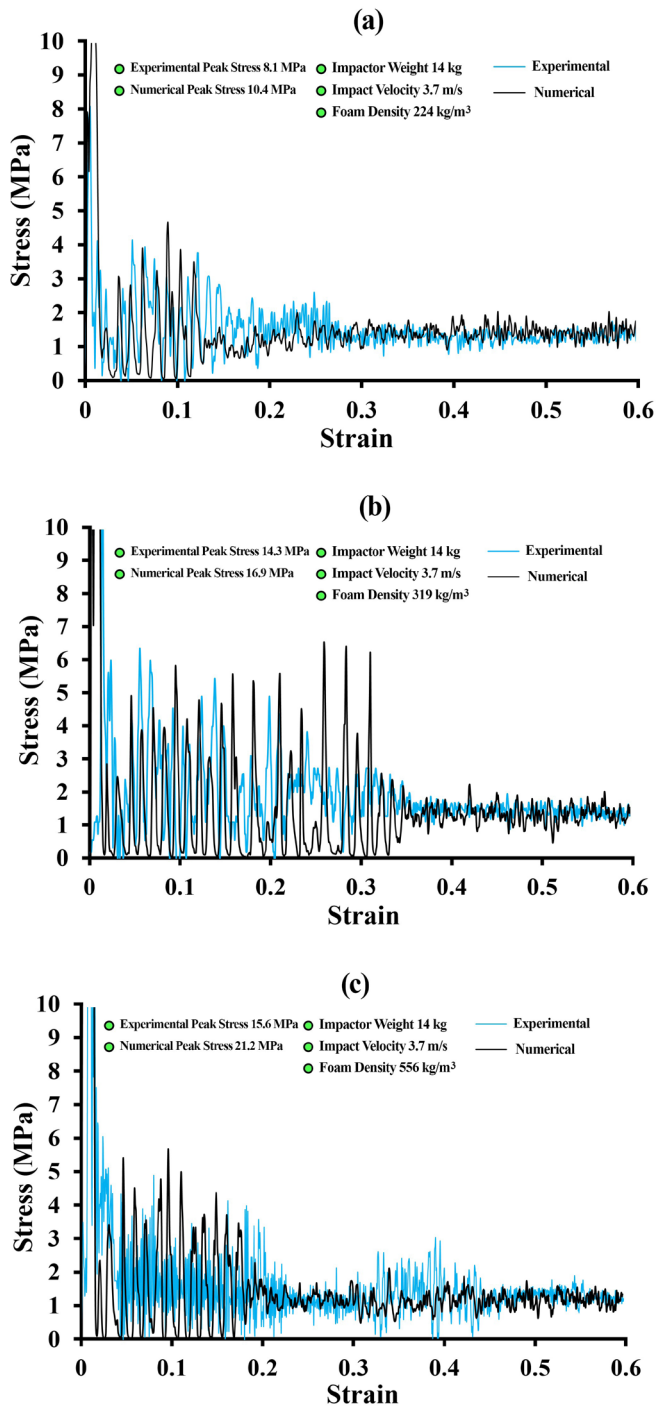 (a)
Experimental Peak Stress 8.1 MPa
Numerical Peak Stress 10.4 MPa
Impactor Weight 14 kg
Impact Velocity 3.7 m/s
Foam Density 224 kg/m³
Experimental
Numerical
Stress (MPa)
10
9
8
7
6
5
4
3
2
1
0
0 0.1 0.2 0.3 0.4 0.5 0.6
Strain
(b)
Experimental Peak Stress 14.3 MPa
Numerical Peak Stress 16.9 MPa
Impactor Weight 14 kg
Impact Velocity 3.7 m/s
Foam Density 319 kg/m³
Experimental
Numerical
Stress (MPa)
10
9
8
7
6
5
4
3
2
1
0
0 0.1 0.2 0.3 0.4 0.5 0.6
Strain
(c)
Experimental Peak Stress 15.6 MPa
Numerical Peak Stress 21.2 MPa
Impactor Weight 14 kg
Impact Velocity 3.7 m/s
Foam Density 556 kg/m³
Experimental
Numerical
Stress (MPa)
10
9
8
7
6
5
4
3
2
1
0
0 0.1 0.2 0.3 0.4 0.5 0.6
Strain